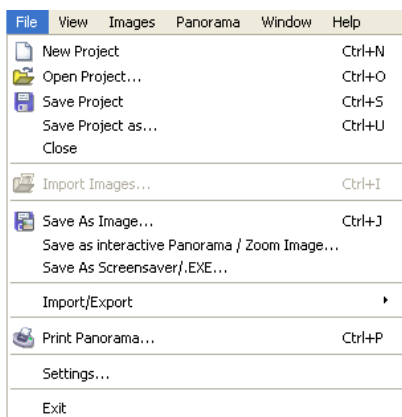 File View Images Panorama Window Help
New Project Ctrl+N
Open Project... Ctrl+O
Save Project Ctrl+S
Save Project as... Ctrl+U
Close
Import Images... Ctrl+I
Save As Image... Ctrl+J
Save as interactive Panorama / Zoom Image...
Save As Screensaver/.EXE...
Import/Export
Print Panorama... Ctrl+P
Settings...
Exit